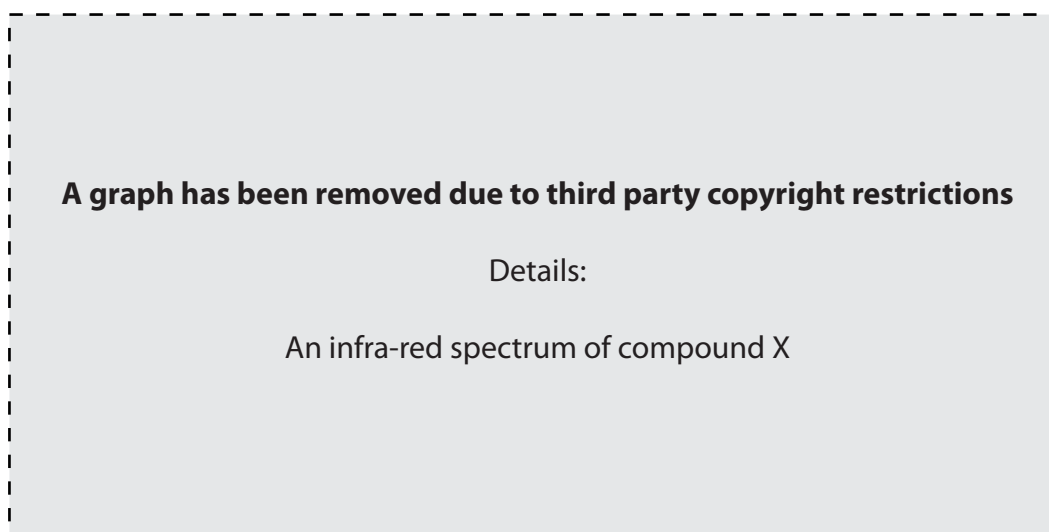 A graph has been removed due to third party copyright restrictions
Details:
An infra-red spectrum of compound X